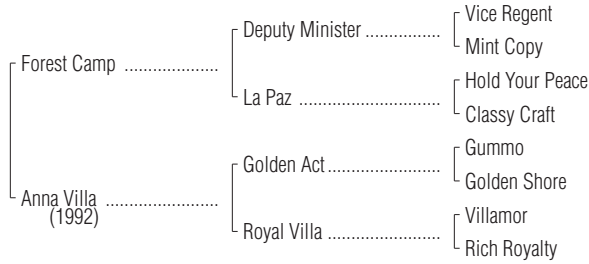 Vice Regent
Deputy Minister ..................
Mint Copy
Forest Camp ...................
Hold Your Peace
La Paz .............................
Classy Craft
Gummo
Golden Act.......................
Golden Shore
Anna Villa .......................
(1992)
Villamor
Royal Villa ........................
Rich Royalty